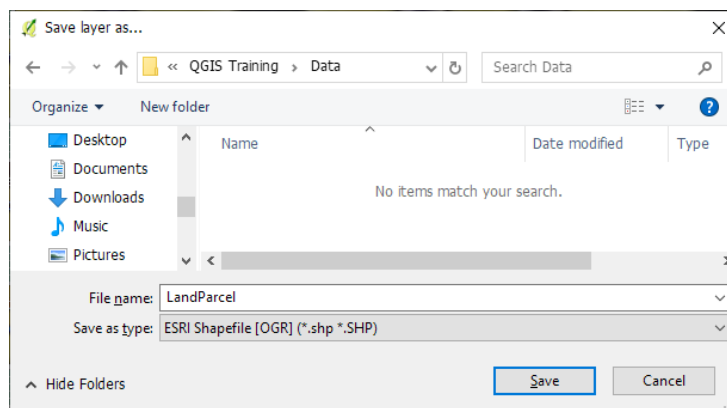 Save layer as...
« QGIS Training › Data
Search Data
Organize
New folder
?
Name
Date modified
Type
Desktop
Documents
Downloads
Music
Pictures
No items match your search.
File name: LandParcel
Save as type: ESRI Shapefile [OGR] (*.shp *.SHP)
Hide Folders
Save
Cancel